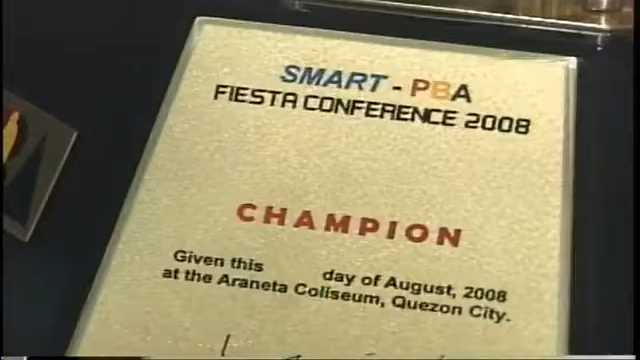 SMART - PBA
FIESTA CONFERENCE 2008
CHAMPION
Given this day of August, 2008
at the Araneta Coliseum, Quezon City.